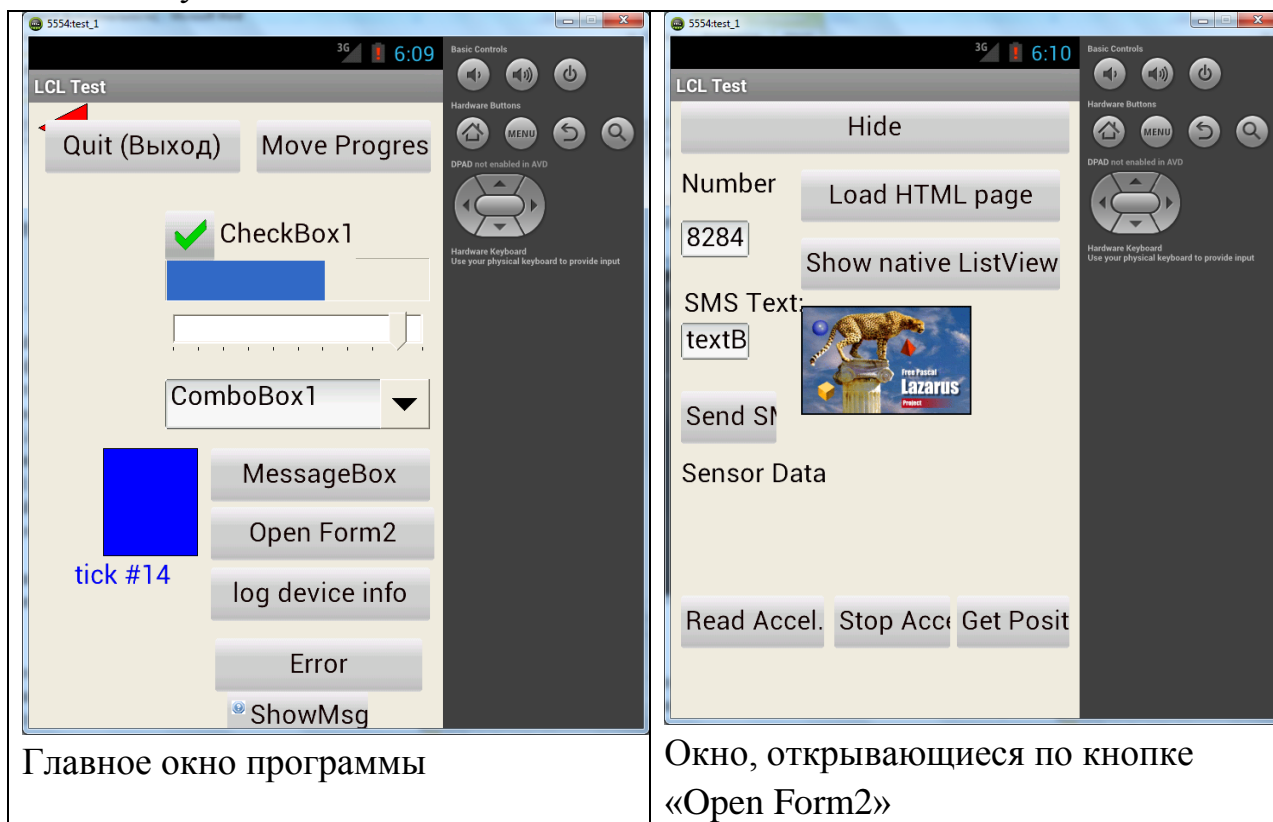 5554:test_1
3G 6:09
LCL Test
Quit (Выход)
Move Progres
CheckBox1
ComboBox1
MessageBox
Open Form2
tick #14
log device info
Error
ShowMsg
Basic Controls
Hardware Buttons
MENU
DPAD not enabled in AVD
Hardware Keyboard
Use your physical keyboard to provide input
Главное окно программы
5554:test_1
3G 6:10
LCL Test
Hide
Number
Load HTML page
8284
Show native ListView
SMS Text:
textB
Free Pascal
Lazarus
Project
Send SM
Sensor Data
Read Accel.
Stop Acce
Get Posit
Basic Controls
Hardware Buttons
MENU
DPAD not enabled in AVD
Hardware Keyboard
Use your physical keyboard to provide input
Окно, открывающиеся по кнопке
«Open Form2»